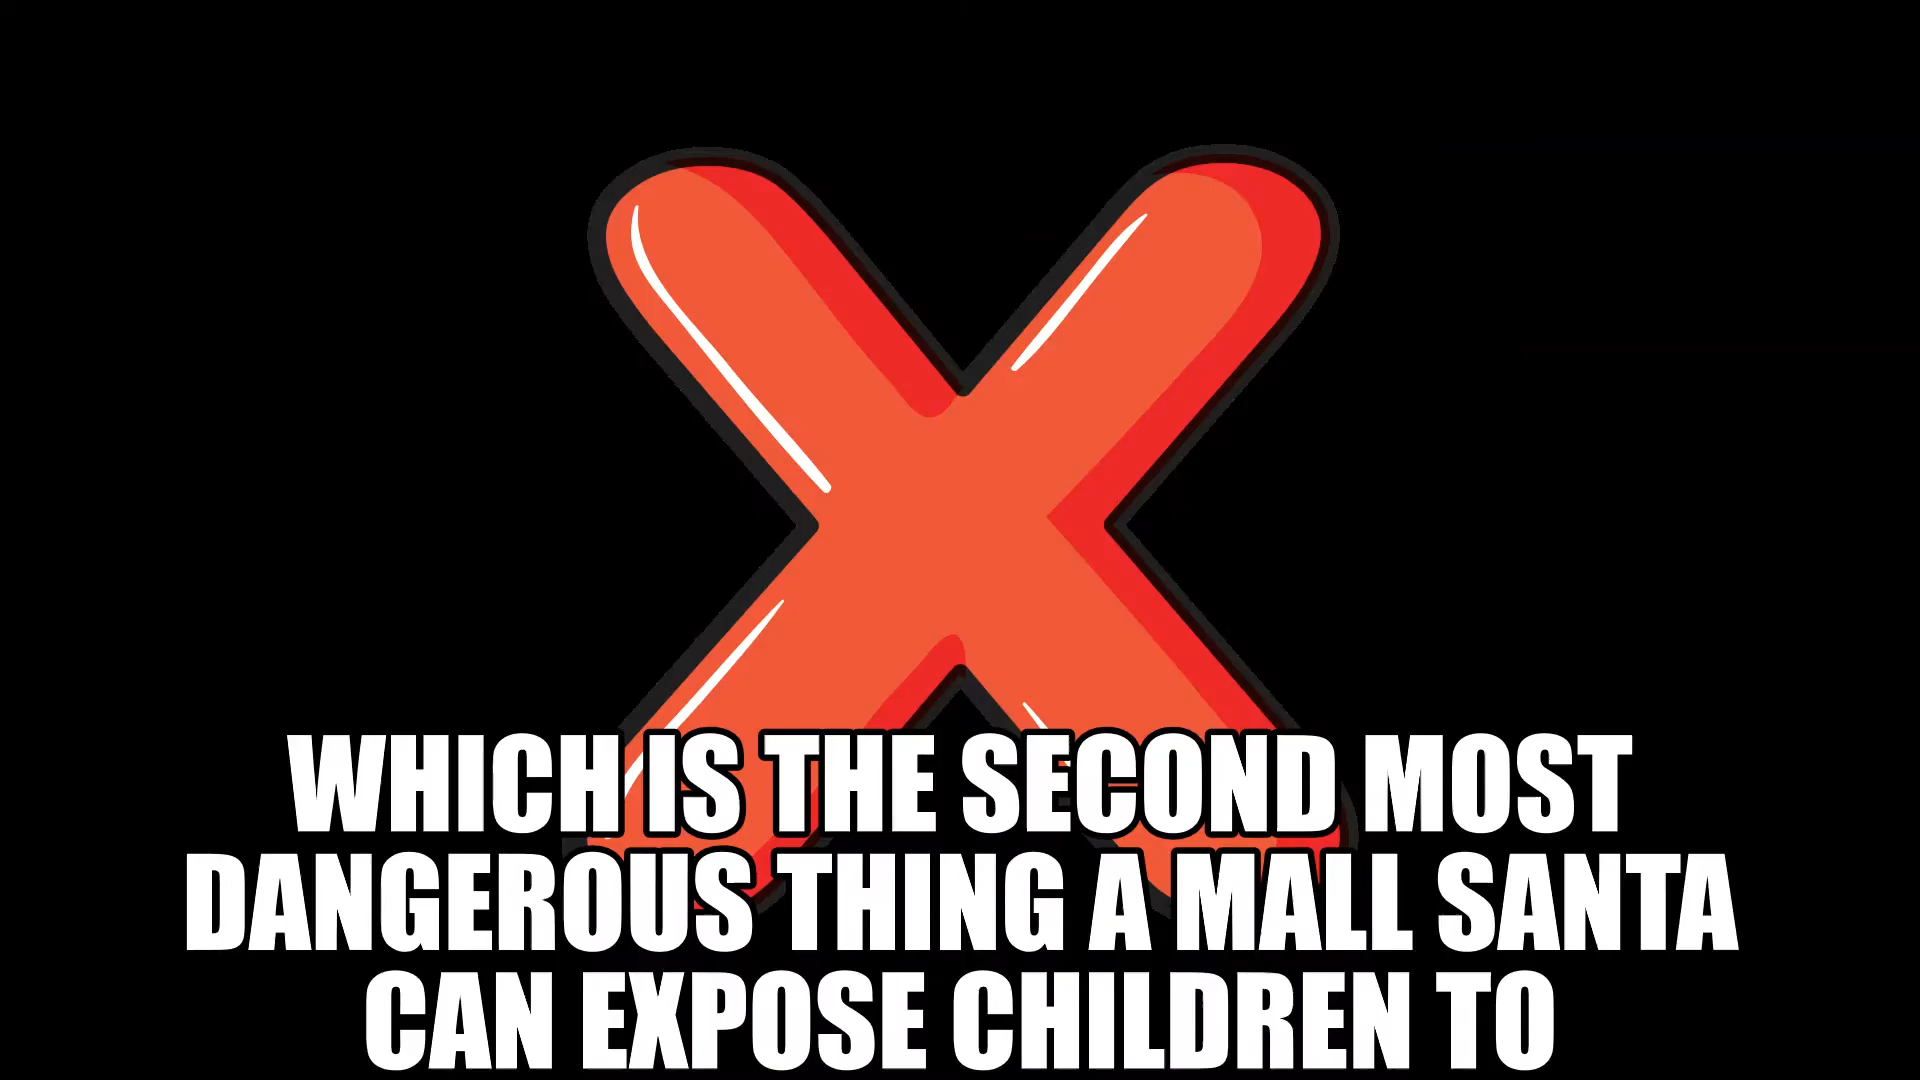 WHICH IS THE SECOND MOST
DANGEROUS THING A MALL SANTA
CAN EXPOSE CHILDREN TO